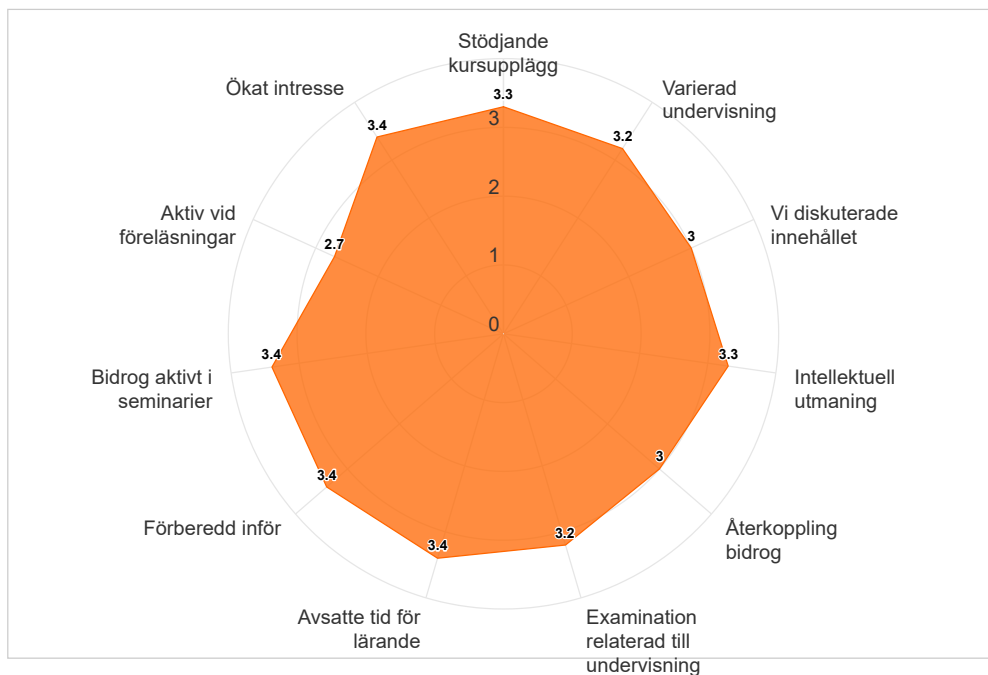 Stödjande
kursupplägg
3.3
Varierad
undervisning
3.2
Vi diskuterade
innehållet
3
Intellektuell
utmaning
3.3
Återkoppling
bidrog
3
Examination
relaterad till
undervisning
3.2
Avsatte tid för
lärande
3.4
Förberedd inför
3.4
Bidrog aktivt i
seminarier
3.4
Aktiv vid
föreläsningar
2.7
Ökat intresse
3.4
3
2
1
0